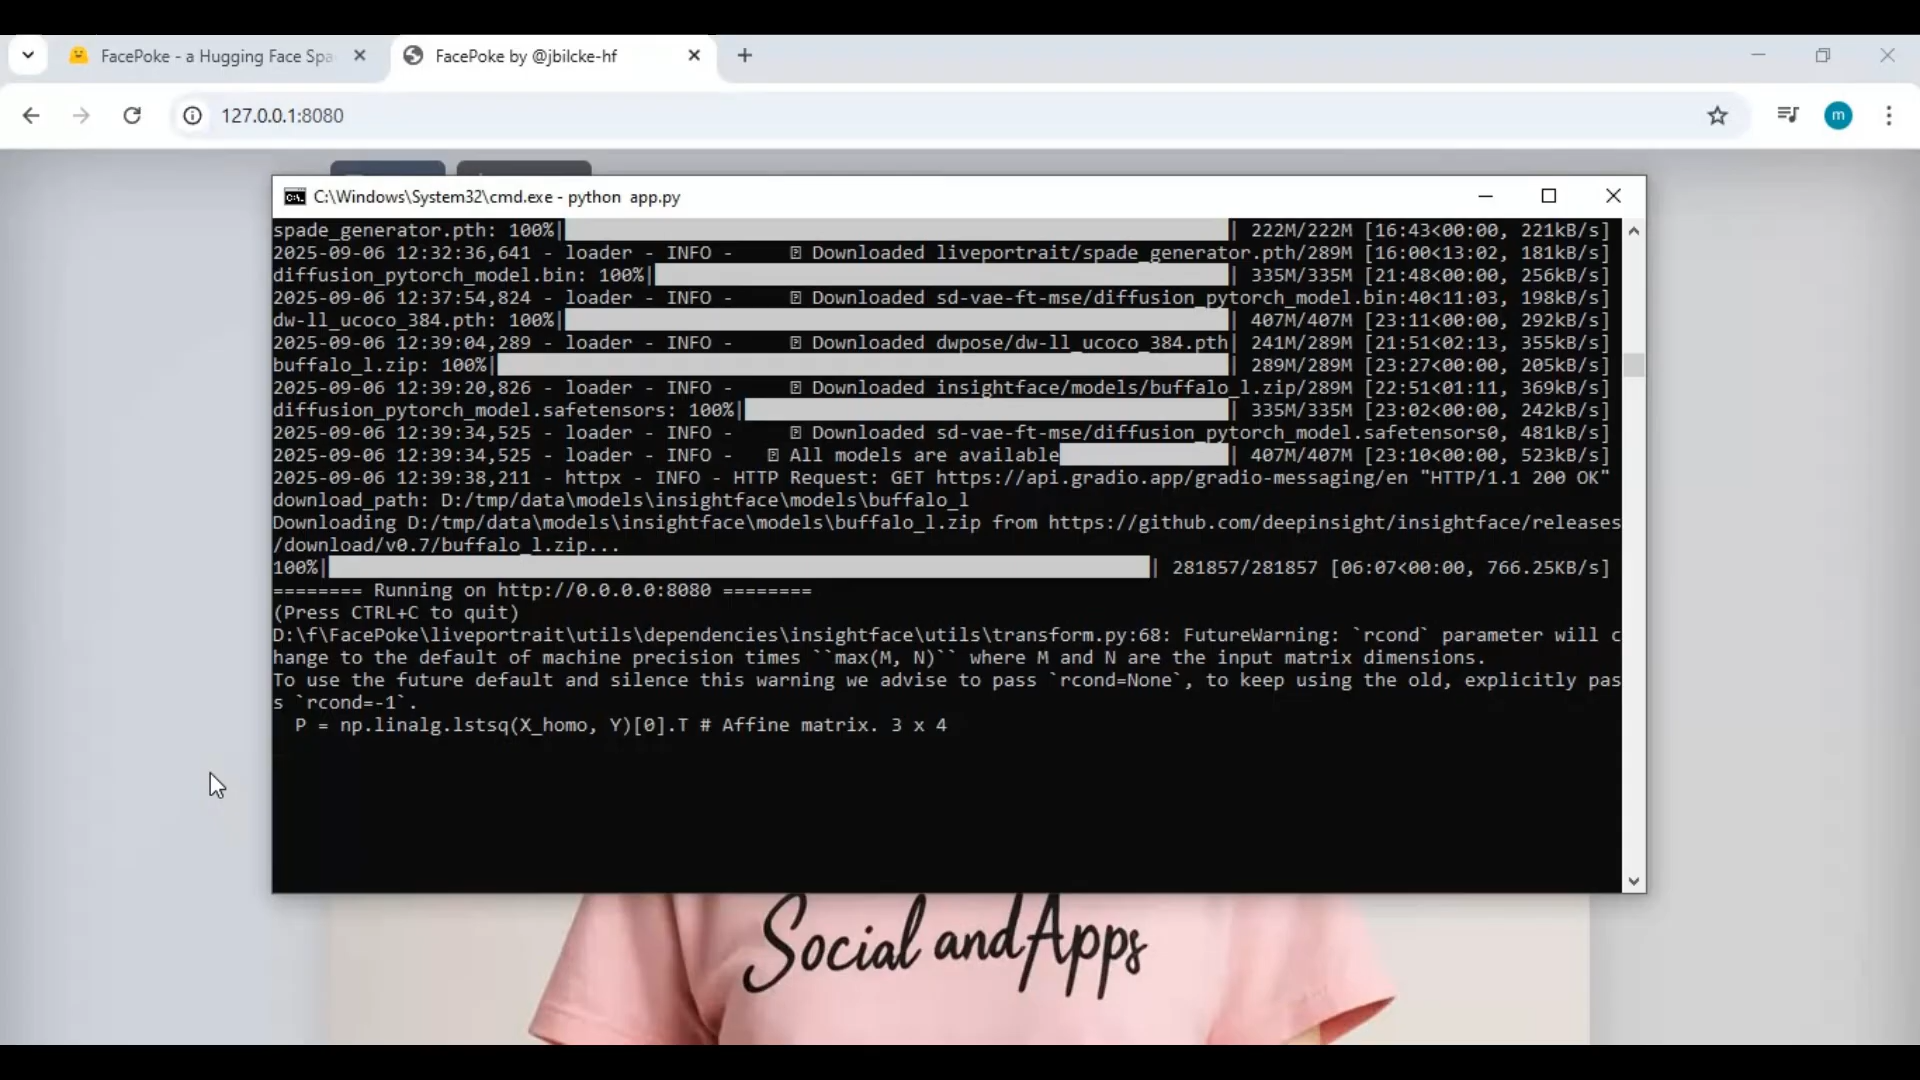 FacePoke - a Hugging Face Spa
FacePoke by @jbilcke-hf
127.0.0.1:8080
m
C:\Windows\System32\cmd.exe - python  app.py
spade_generator.pth: 100%| | 222M/222M [16:43<00:00, 221kB/s]
2025-09-06 12:32:36,641 - loader - INFO -     Downloaded liveportrait/spade_generator.pth/289M [16:00<13:02, 181kB/s]
diffusion_pytorch_model.bin: 100%| | 335M/335M [21:48<00:00, 256kB/s]
2025-09-06 12:37:54,824 - loader - INFO -     Downloaded sd-vae-ft-mse/diffusion_pytorch_model.bin:40<11:03, 198kB/s]
dw-ll_ucoco_384.pth: 100%| | 407M/407M [23:11<00:00, 292kB/s]
2025-09-06 12:39:04,289 - loader - INFO -     Downloaded dwpose/dw-ll_ucoco_384.pth| 241M/289M [21:51<02:13, 355kB/s]
buffalo_l.zip: 100%| | 289M/289M [23:27<00:00, 205kB/s]
2025-09-06 12:39:20,826 - loader - INFO -     Downloaded insightface/models/buffalo_l.zip/289M [22:51<01:11, 369kB/s]
diffusion_pytorch_model.safetensors: 100%| | 335M/335M [23:02<00:00, 242kB/s]
2025-09-06 12:39:34,525 - loader - INFO -     Downloaded sd-vae-ft-mse/diffusion_pytorch_model.safetensors0, 481kB/s]
2025-09-06 12:39:34,525 - loader - INFO -   All models are available | 407M/407M [23:10<00:00, 523kB/s]
2025-09-06 12:39:38,211 - httpx - INFO - HTTP Request: GET https://api.gradio.app/gradio-messaging/en "HTTP/1.1 200 OK"
download_path: D:/tmp/data\models\insightface\models\buffalo_l
Downloading D:/tmp/data\models\insightface\models\buffalo_l.zip from https://github.com/deepinsight/insightface/releases
/download/v0.7/buffalo_l.zip...
100%| | 281857/281857 [06:07<00:00, 766.25KB/s]
======== Running on http://0.0.0.0:8080 ========
(Press CTRL+C to quit)
D:\f\FacePoke\liveportrait\utils\dependencies\insightface\utils\transform.py:68: FutureWarning: `rcond` parameter will c
hange to the default of machine precision times ``max(M, N)`` where M and N are the input matrix dimensions.
To use the future default and silence this warning we advise to pass `rcond=None`, to keep using the old, explicitly pas
s `rcond=-1`.
  P = np.linalg.lstsq(X_homo, Y)[0].T # Affine matrix. 3 x 4
Social and Apps